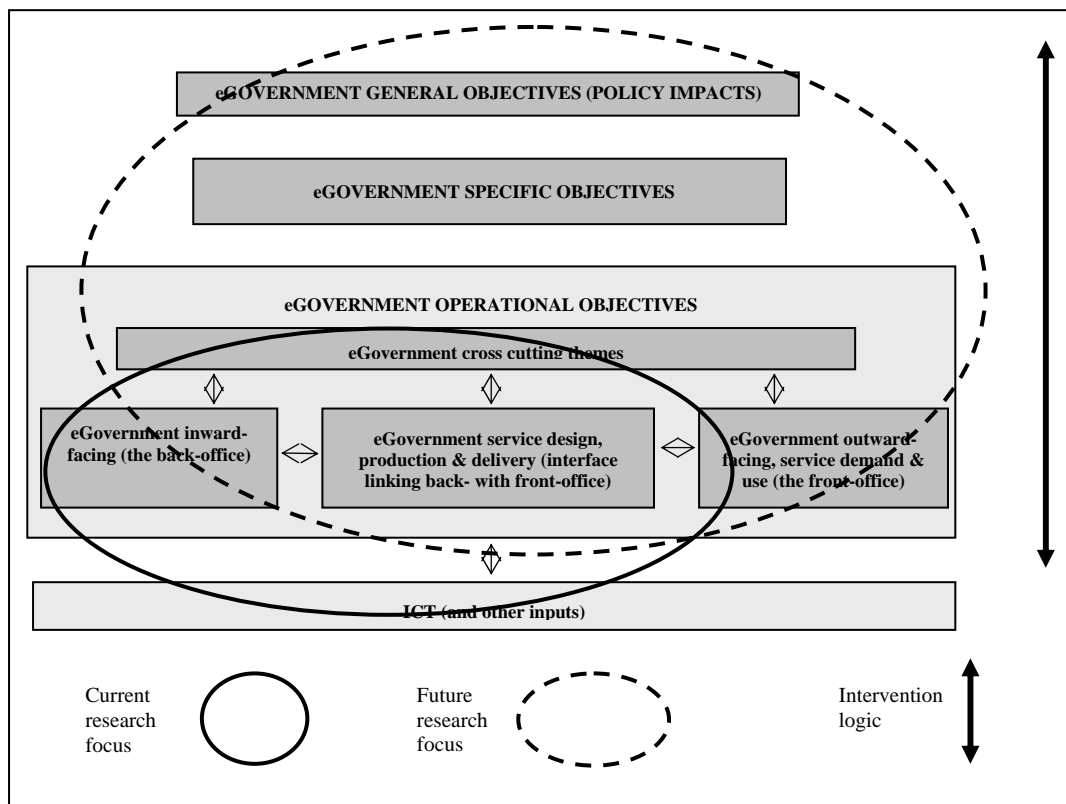 eGOVERNMENT GENERAL OBJECTIVES (POLICY IMPACTS)
eGOVERNMENT SPECIFIC OBJECTIVES
eGOVERNMENT OPERATIONAL OBJECTIVES
eGovernment cross cutting themes
eGovernment inward-
facing (the back-office)
eGovernment service design,
production & delivery (interface
linking back- with front-office)
eGovernment outward-
facing, service demand &
use (the front-office)
ICT (and other inputs)
Current
research
focus
Future
research
focus
Intervention
logic